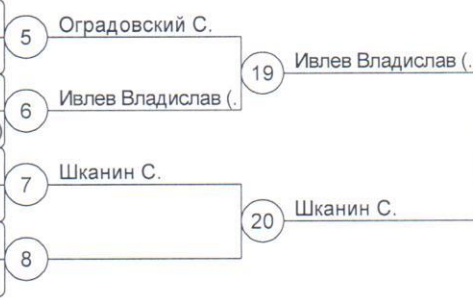 5 Оградовский С.
19 Ивлев Владислав (.
6 Ивлев Владислав (.
7 Шканин С.
20 Шканин С.
8